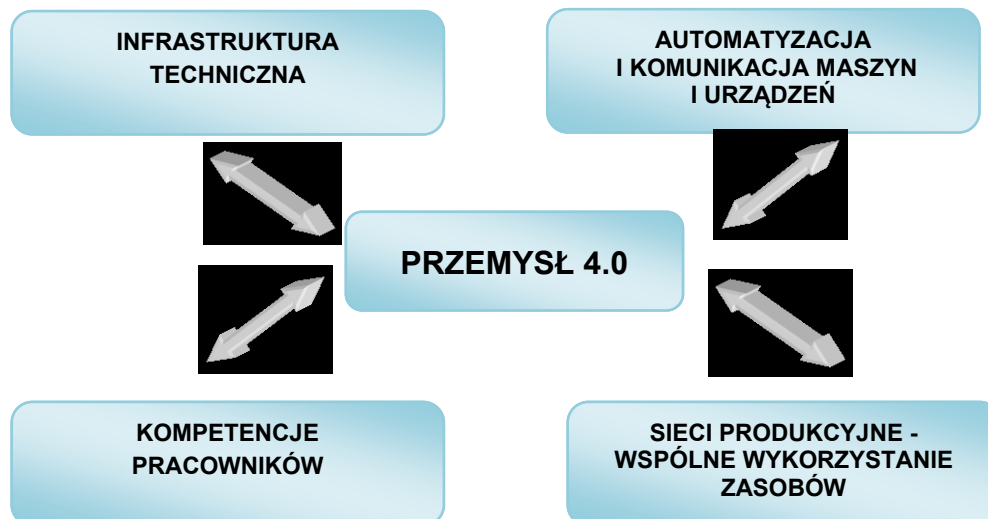 INFRASTRUKTURA
TECHNICZNA
AUTOMATYZACJA
I KOMUNIKACJA MASZYN
I URZĄDZEŃ
PRZEMYSŁ 4.0
KOMPETENCJE
PRACOWNIKÓW
SIECI PRODUKCYJNE -
WSPÓLNE WYKORZYSTANIE
ZASOBÓW